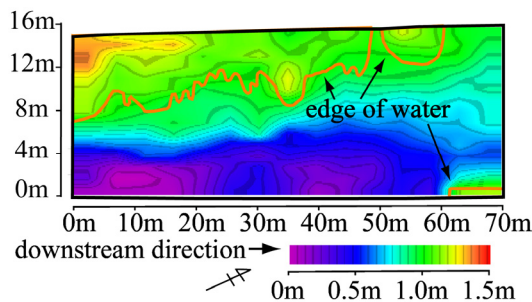 16m
12m
8m
4m
0m
edge of water
0m 10m 20m 30m 40m 50m 60m 70m
downstream direction
0m 0.5m 1.0m 1.5m